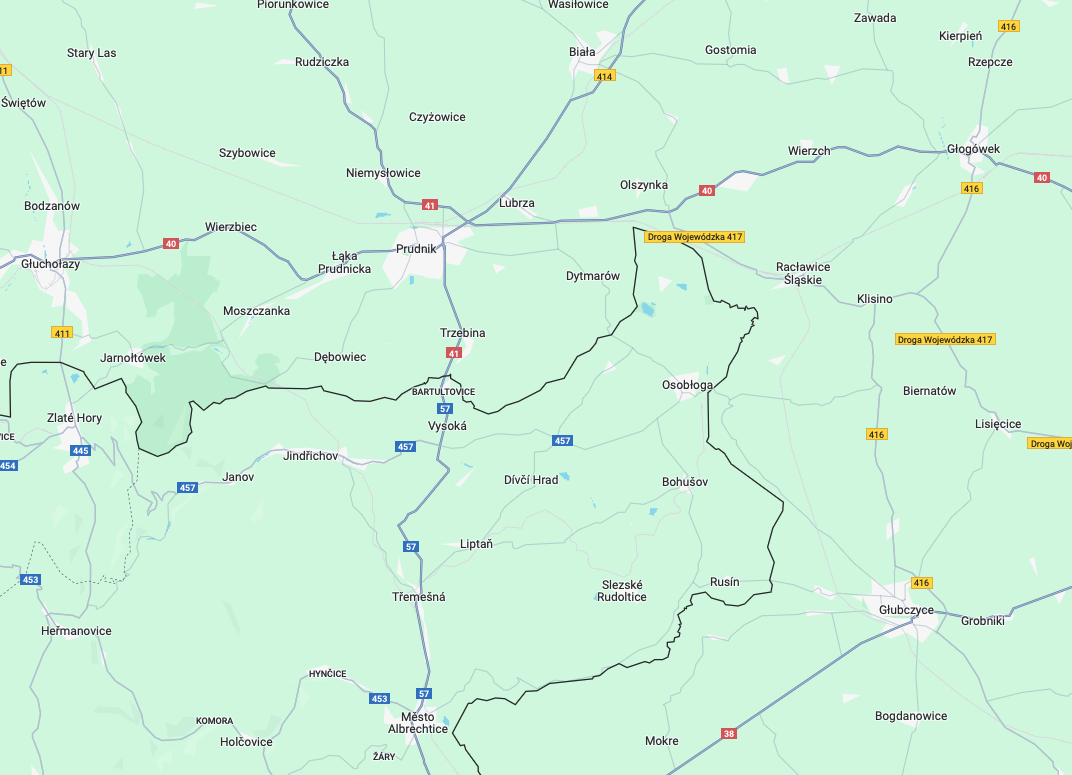 Piorunkowice
Wasiłowice
Zawada
416
Kierpień
Stary Las
Rudziczka
Biała
Gostomia
Rzepcze
11
414
Świętów
Czyżowice
Szybowice
Wierzch
Głogówek
Niemysłowice
40
Olszynka
40
416
41
Lubrza
Bodzanów
Wierzbiec
40
Prudnik
Droga Wojewódzka 417
Głuchołazy
Łąka
Prudnicka
Dytmarów
Racławice
Śląskie
Klisino
Moszczanka
411
Trzebina
Droga Wojewódzka 417
Jarnołtówek
Dębowiec
41
e
Osobłoga
BARTULTOVICE
Biernatów
57
Zlaté Hory
Vysoká
Lisięcice
VICE
416
457
457
Droga Woj
445
Jindřichov
454
Janov
Dívčí Hrad
Bohušov
457
57
Liptaň
453
Rusín
416
Třemešná
Slezské
Rudoltice
Głubczyce
Grobniki
Heřmanovice
HYNČICE
453
57
Město
Albrechtice
KOMORA
Bogdanowice
38
Holčovice
Mokre
ŽÁRY